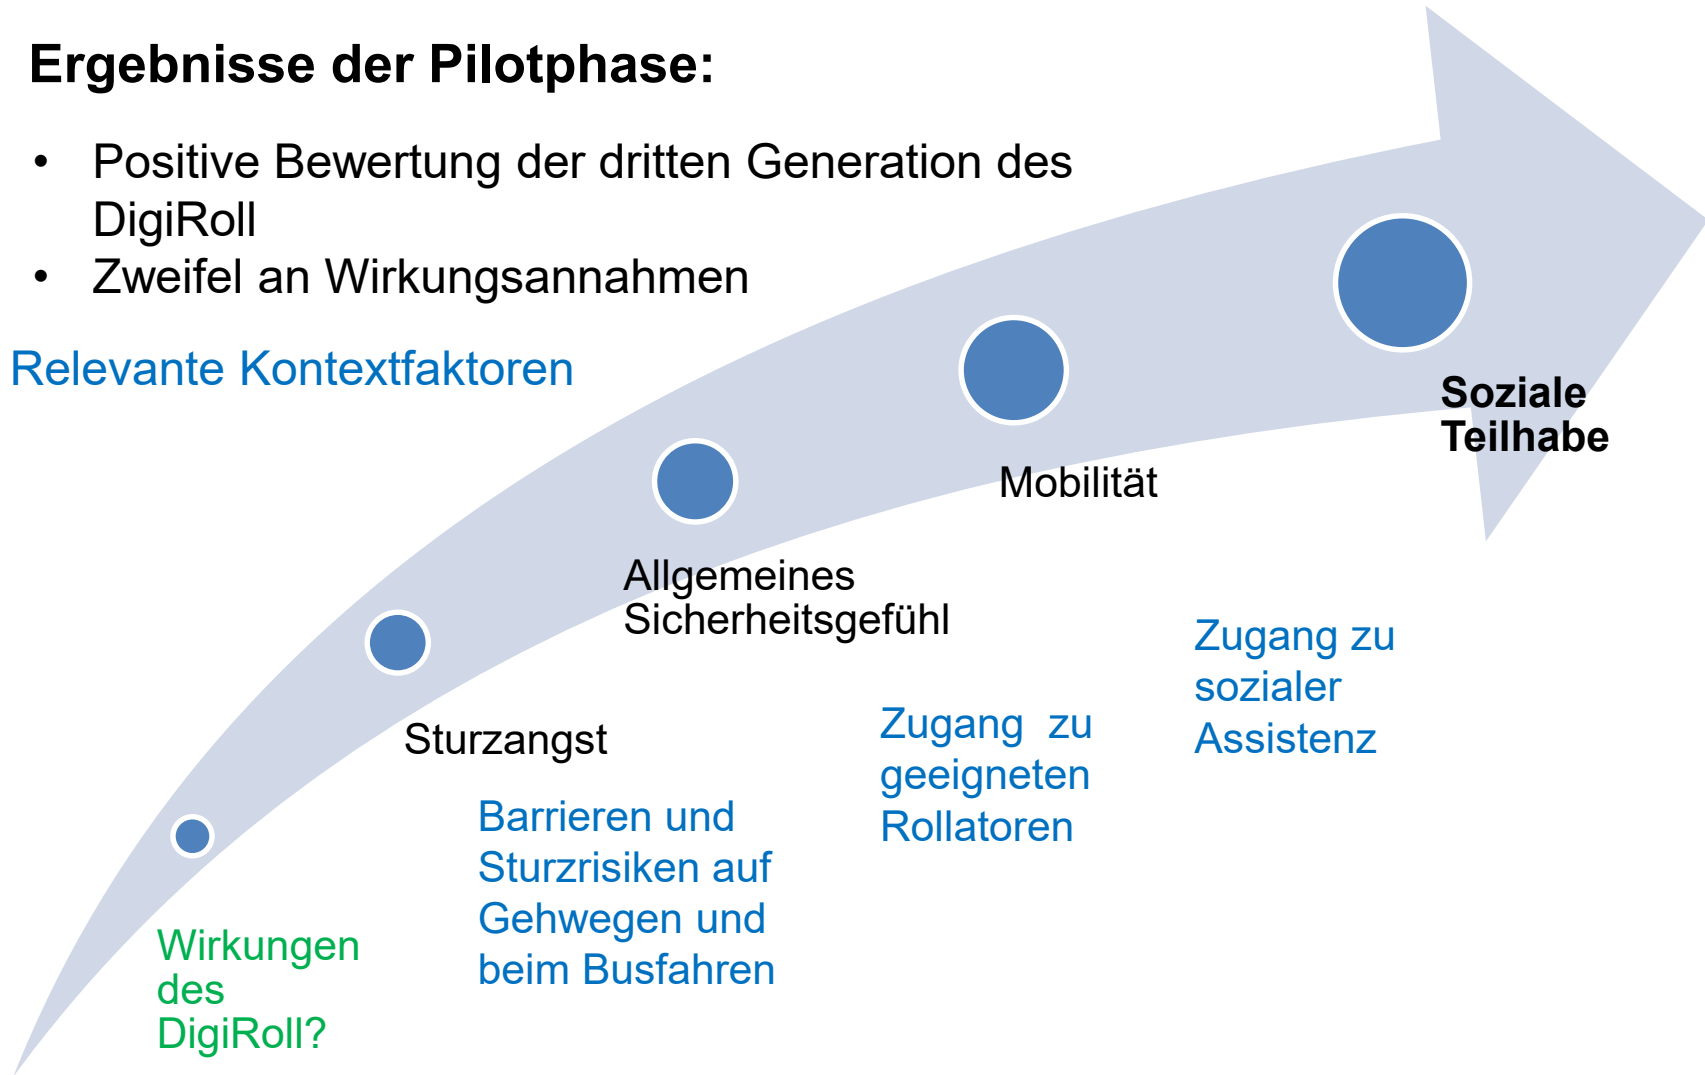 Ergebnisse der Pilotphase:
• Positive Bewertung der dritten Generation des
DigiRoll
• Zweifel an Wirkungsannahmen
Relevante Kontextfaktoren
Soziale
Teilhabe
Mobilität
Allgemeines
Sicherheitsgefühl
Sturzangst
Wirkungen
des
DigiRoll?
Barrieren und
Sturzrisiken auf
Gehwegen und
beim Busfahren
Zugang zu
geeigneten
Rollatoren
Zugang zu
sozialer
Assistenz